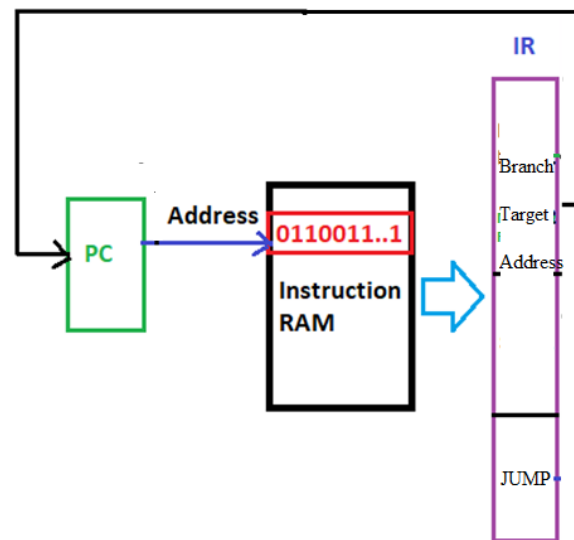 IR
Branch
Address
0110011..1
Target
PC
Instruction
RAM
Address
JUMP